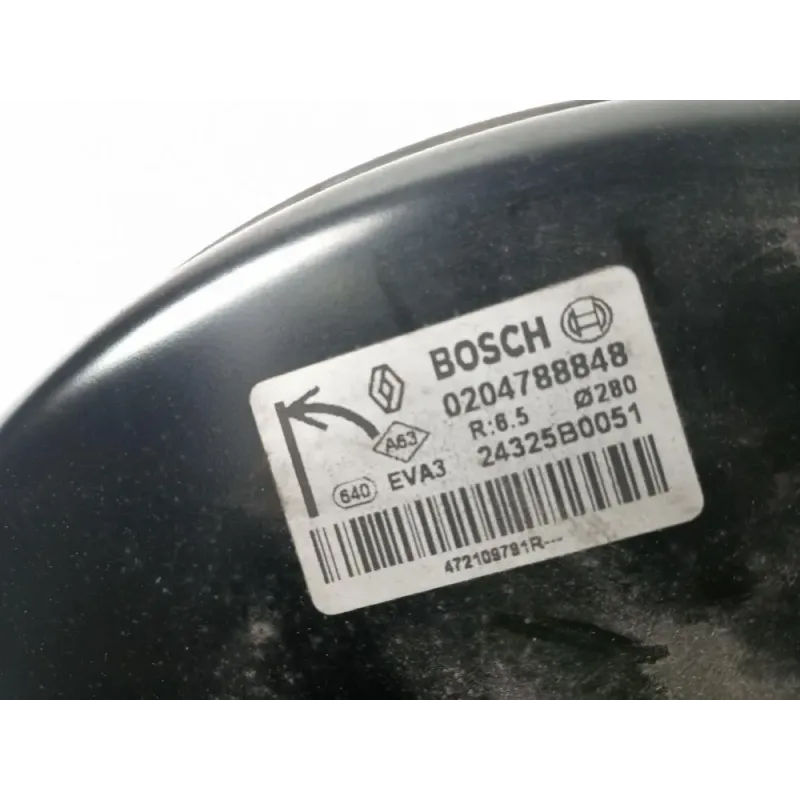 BOSCH
0204788848
R:6.5 Ø280
A63
640 EVA3 24325B0051
472109791R---